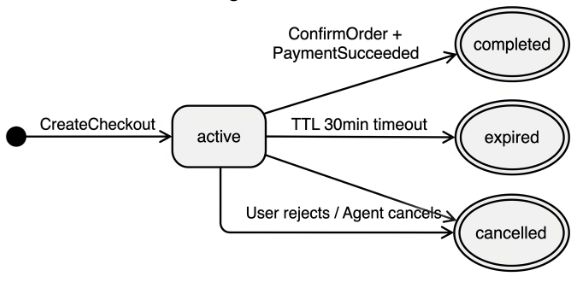 ConfirmOrder +
PaymentSucceeded
completed
CreateCheckout
active
TTL 30min timeout
expired
User rejects / Agent cancels
cancelled